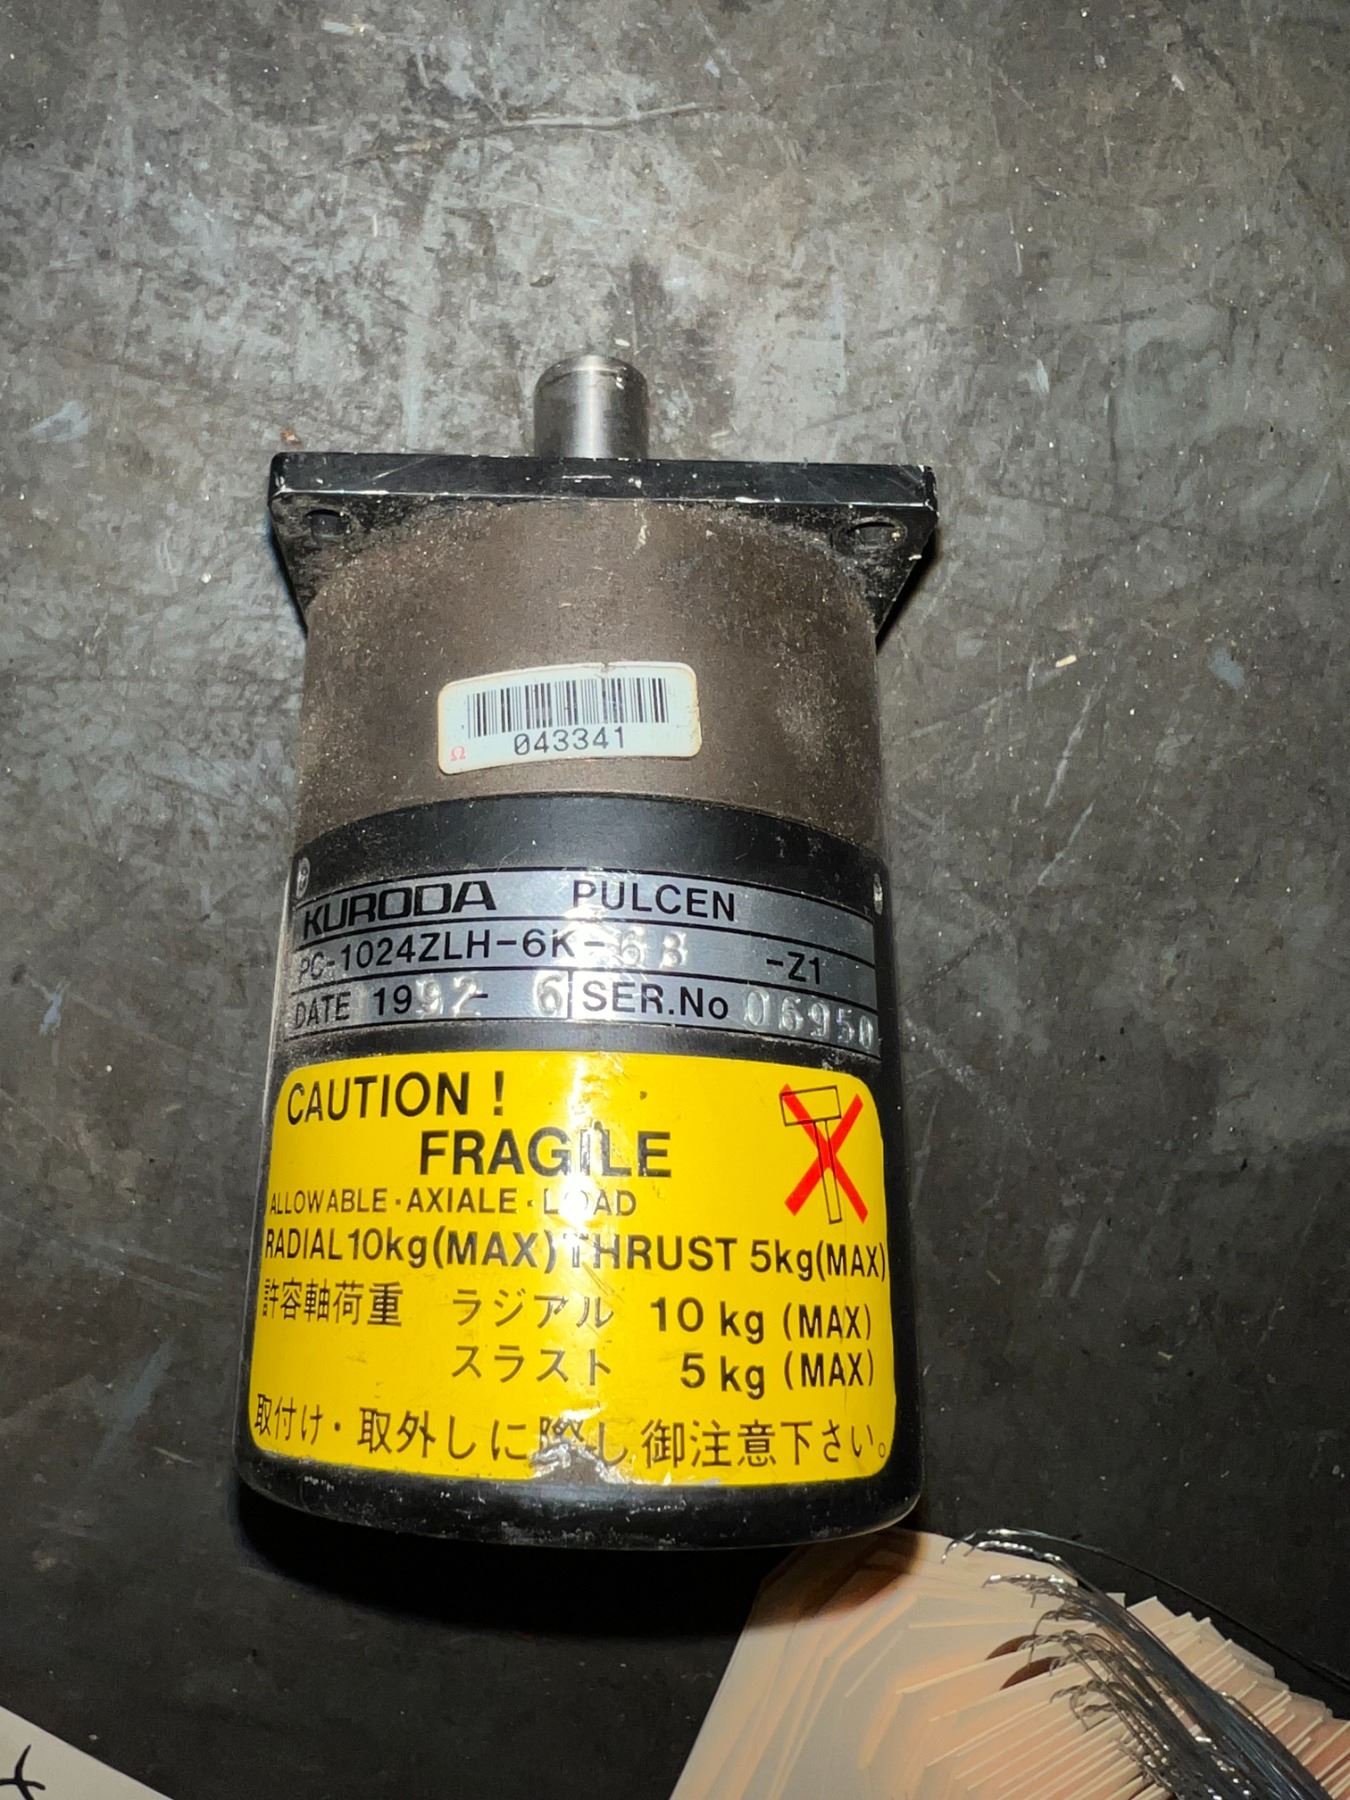 Ω 043341
KURODA PULCEN
PC-1024ZLH-6K-68 -Z1
DATE 1992-6 SER.No 06950
CAUTION !
FRAGILE
ALLOWABLE·AXIALE·LOAD
RADIAL 10kg(MAX) THRUST 5kg(MAX)
許容軸荷重 ラジアル 10 kg (MAX)
スラスト 5 kg (MAX)
取付け・取外しに際し御注意下さい。